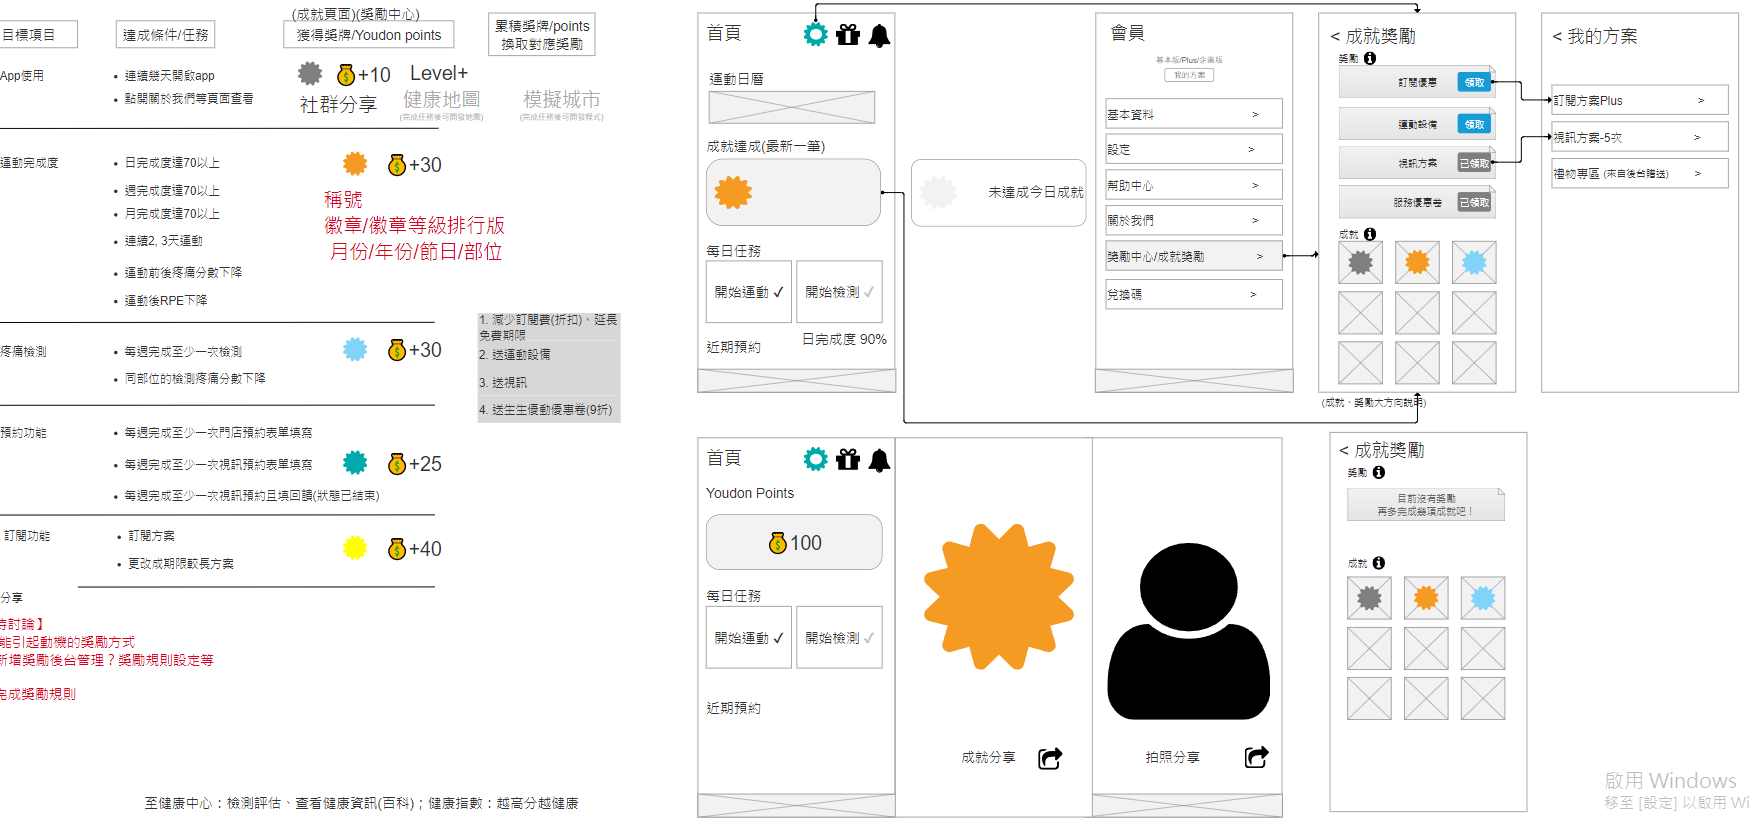 目標項目
達成條件/任務
(成就頁面)(獎勵中心)
獲得獎牌/Youdon points
累積獎牌/points
換取對應獎勵
App使用
連續幾天開啟app
點開關於我們等頁面查看
+10
Level+
社群分享
健康地圖
(完成任務後可開發地圖)
模擬城市
(完成任務後可開發程式)
運動完成度
日完成度達70以上
週完成度達70以上
月完成度達70以上
連續2, 3天運動
運動前後疼痛分數下降
運動後RPE下降
+30
稱號
徽章/徽章等級排行版
月份/年份/節日/部位
疼痛檢測
每週完成至少一次檢測
同部位的檢測疼痛分數下降
+30
1. 減少訂閱費(折扣)、延長
免費期限
2. 送運動設備
3. 送視訊
4. 送生生優動優惠卷(9折)
預約功能
每週完成至少一次門店預約表單填寫
每週完成至少一次視訊預約表單填寫
每週完成至少一次視訊預約且填回饋(狀態已結束)
+25
訂閱功能
訂閱方案
更改成期限較長方案
+40
分享
待討論】
能引起動機的獎勵方式
新增獎勵後台管理？獎勵規則設定等
完成獎勵規則
至健康中心：檢測評估、查看健康資訊(百科)；健康指數：越高分越健康
首頁
運動日曆
成就達成(最新一筆)
每日任務
開始運動
開始檢測
日完成度 90%
近期預約
未達成今日成就
會員
基本版/Plus/企業版
我的方案
基本資料 >
設定 >
幫助中心 >
關於我們 >
獎勵中心/成就獎勵 >
兌換碼 >
< 成就獎勵
獎勵
訂閱優惠 領取
運動設備 領取
視訊方案 已領取
服務優惠卷 已領取
成就
(成就、獎勵大方向說明)
< 我的方案
訂閱方案Plus >
視訊方案-5次 >
禮物專區 (來自後台贈送) >
首頁
Youdon Points
100
每日任務
開始運動
開始檢測
近期預約
成就分享
拍照分享
< 成就獎勵
獎勵
目前沒有獎勵
再多完成幾項成就吧！
成就
啟用 Windows
移至 [設定] 以啟用 Wi